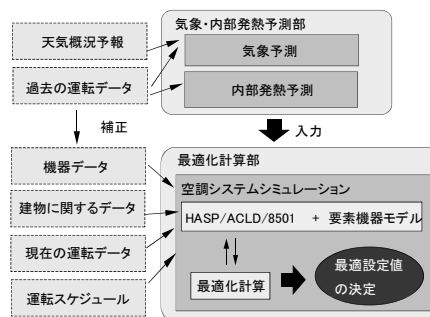 気象・内部発熱予測部
天気概況予報
気象予測
過去の運転データ
内部発熱予測
補正
入力
機器データ
最適化計算部
空調システムシミュレーション
建物に関するデータ
HASP/ACLD/8501 + 要素機器モデル
現在の運転データ
最適化計算
最適設定値
の決定
運転スケジュール